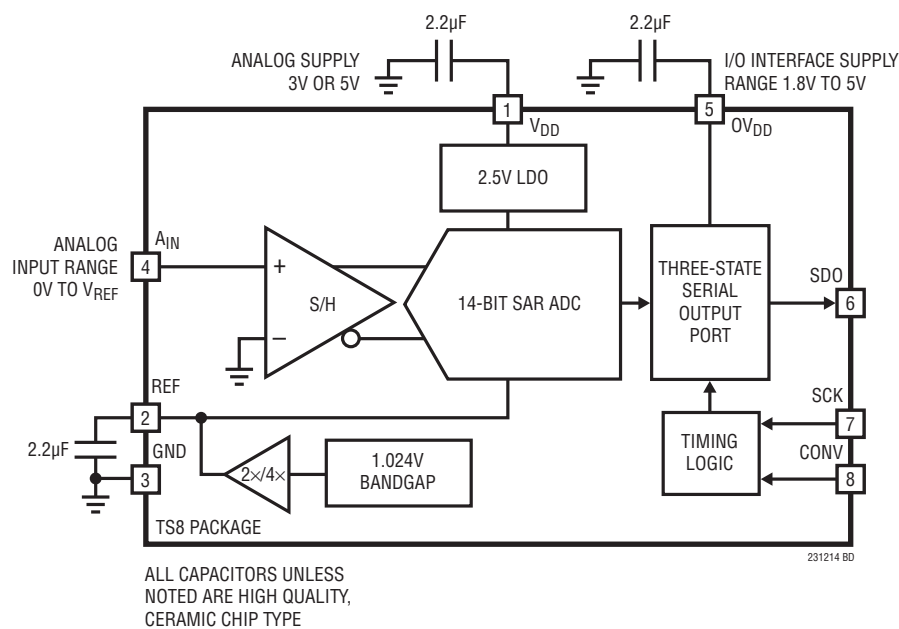 2.2µF
2.2µF
ANALOG SUPPLY
3V OR 5V
I/O INTERFACE SUPPLY
RANGE 1.8V TO 5V
1
VDD
5
OVDD
2.5V LDO
ANALOG
INPUT RANGE
0V TO VREF
AIN
4
+
S/H
–
14-BIT SAR ADC
THREE-STATE
SERIAL
OUTPUT
PORT
SDO
6
REF
2
2.2µF
GND
3
2×/4×
1.024V
BANDGAP
TIMING
LOGIC
SCK
7
CONV
8
TS8 PACKAGE
231214 BD
ALL CAPACITORS UNLESS
NOTED ARE HIGH QUALITY,
CERAMIC CHIP TYPE